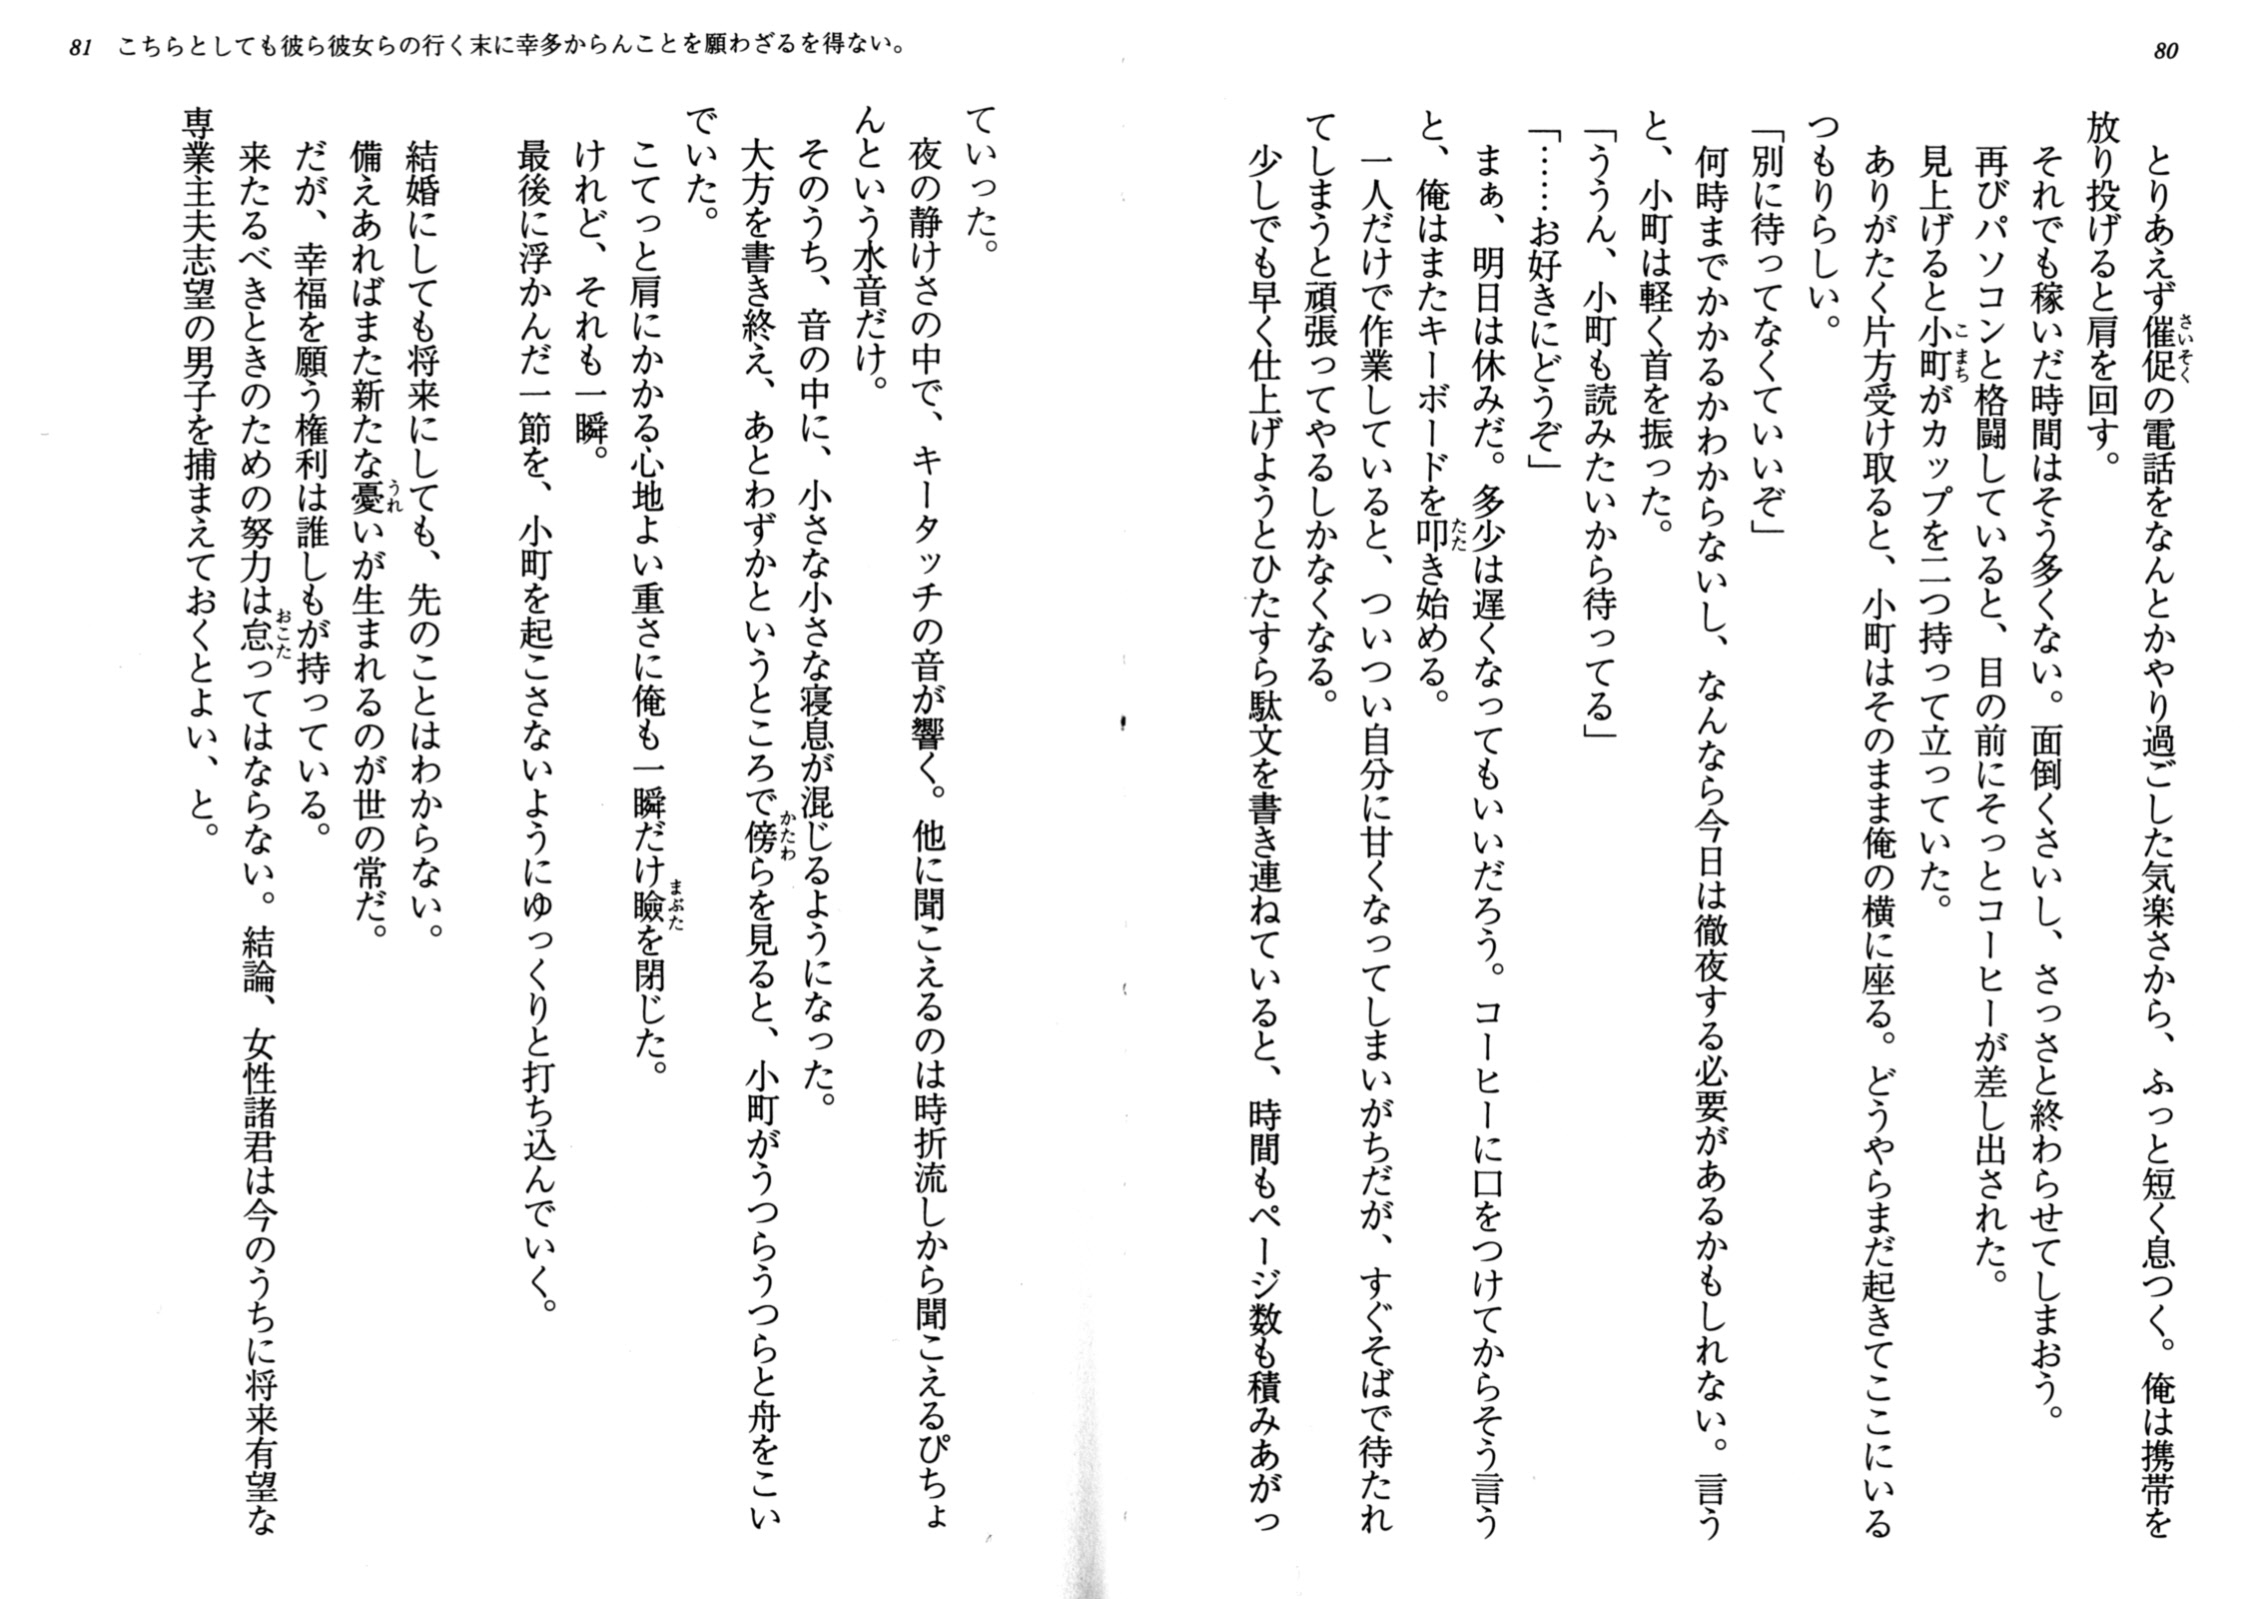 80
とりあえず催促の電話をなんとかやり過ごした気楽さから、ふっと短く息つく。俺は携帯を
放り投げると肩を回す。
それでも稼いだ時間はそう多くない。面倒くさいし、さっさと終わらせてしまおう。
再びパソコンと格闘していると、目の前にそっとコーヒーが差し出された。
見上げると小町がカップを二つ持って立っていた。
ありがたく片方受け取ると、小町はそのまま俺の横に座る。どうやらまだ起きてここにいる
つもりらしい。
「別に待ってなくていいぞ」
何時までかかるかわからないし、なんなら今日は徹夜する必要があるかもしれない。言う
と、小町は軽く首を振った。
「ううん、小町も読みたいから待ってる」
「……お好きにどうぞ」
まぁ、明日は休みだ。多少は遅くなってもいいだろう。コーヒーに口をつけてからそう言う
と、俺はまたキーボードを叩き始める。
一人だけで作業していると、ついつい自分に甘くなってしまいがちだが、すぐそばで待たれ
てしまうと頑張ってやるしかなくなる。
少しでも早く仕上げようとひたすら駄文を書き連ねていると、時間もページ数も積みあがっ
81 こちらとしても彼ら彼女らの行く末に幸多からんことを願わざるを得ない。
ていった。
夜の静けさの中で、キータッチの音が響く。他に聞こえるのは時折流しから聞こえるぴちょ
んという水音だけ。
そのうち、音の中に、小さな小さな寝息が混じるようになった。
大方を書き終え、あとわずかというところで傍らを見ると、小町がうつらうつらと舟をこい
でいた。
こてっと肩にかかる心地よい重さに俺も一瞬だけ瞼を閉じた。
けれど、それも一瞬。
最後に浮かんだ一節を、小町を起こさないようにゆっくりと打ち込んでいく。
結婚にしても将来にしても、先のことはわからない。
備えあればまた新たな憂いが生まれるのが世の常だ。
だが、幸福を願う権利は誰しもが持っている。
来たるべきときのための努力は怠ってはならない。結論、女性諸君は今のうちに将来有望な
専業主夫志望の男子を捕まえておくとよい、と。